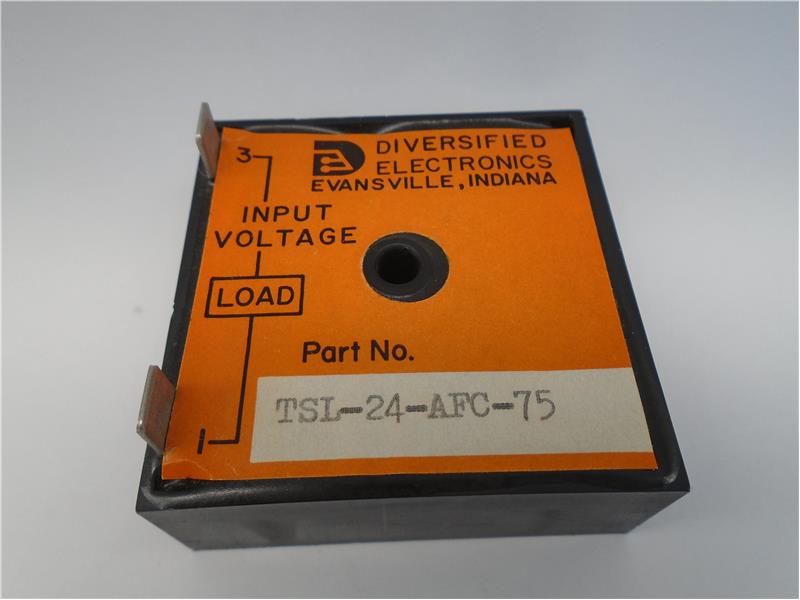 DIVERSIFIED
ELECTRONICS
EVANSVILLE, INDIANA
3
INPUT
VOLTAGE
LOAD
Part No.
TSL-24-AFC-75
1